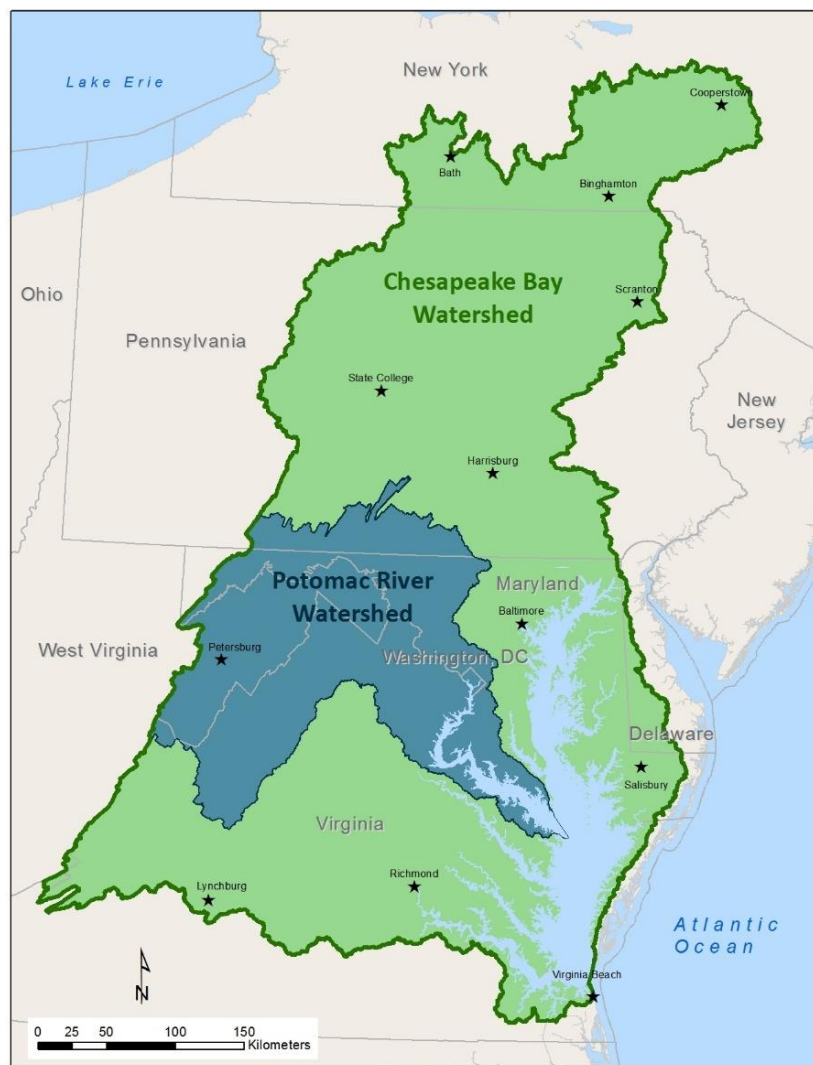 Lake Erie
New York
Cooperstown
Bath
Binghamton
Chesapeake Bay
Watershed
Ohio
Scranton
Pennsylvania
State College
New
Jersey
Harrisburg
Potomac River
Watershed
Maryland
Baltimore
West Virginia
Petersburg
Washington, DC
Delaware
Salisbury
Virginia
Lynchburg
Richmond
Atlantic
Ocean
Virginia Beach
N
0 25 50 100 150
Kilometers